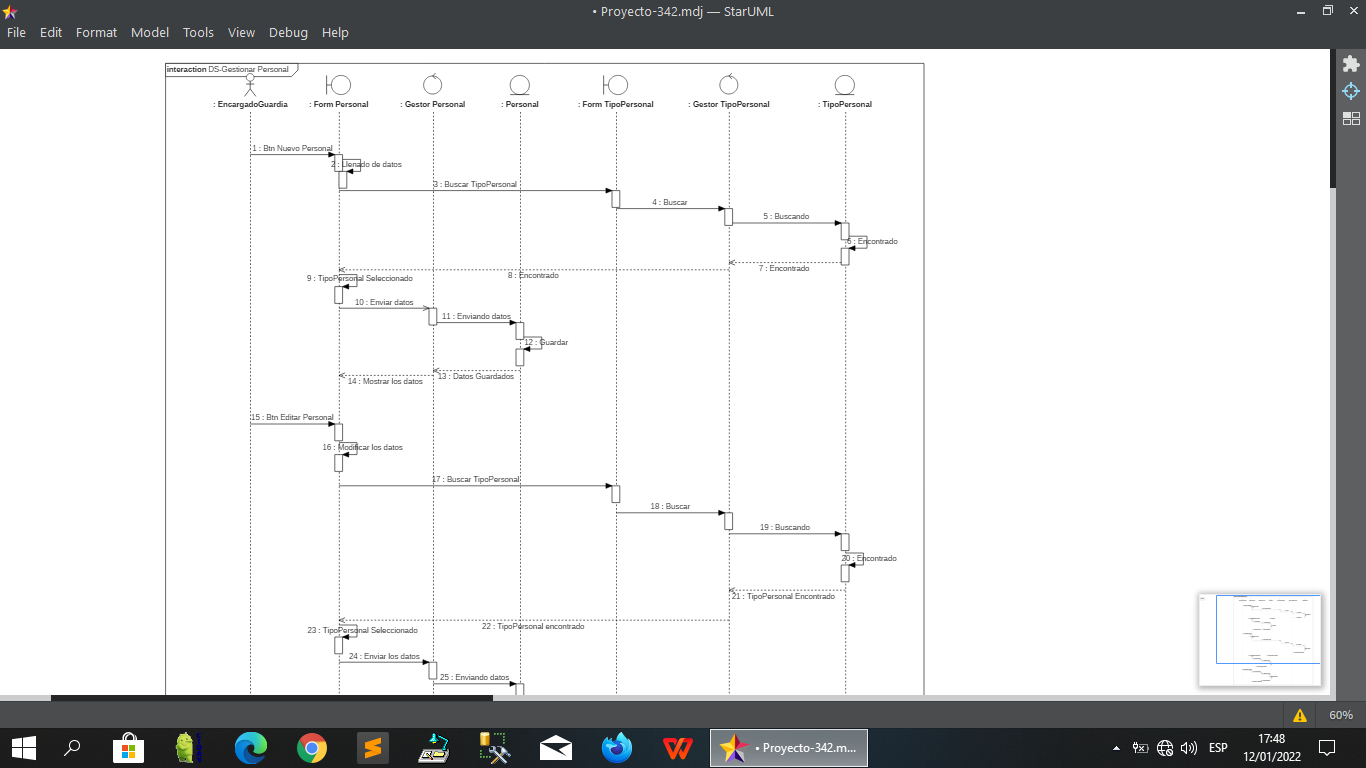 • Proyecto-342.mdj — StarUML
File Edit Format Model Tools View Debug Help
interaction DS-Gestionar Personal
: EncargadoGuardia : Form Personal : Gestor Personal : Personal : Form TipoPersonal : Gestor TipoPersonal : TipoPersonal
1 : Btn Nuevo Personal
2 : Llenado de datos
3 : Buscar TipoPersonal
4 : Buscar
5 : Buscando
6 : Encontrado
7 : Encontrado
8 : Encontrado
9 : TipoPersonal Seleccionado
10 : Enviar datos
11 : Enviando datos
12 : Guardar
13 : Datos Guardados
14 : Mostrar los datos
15 : Btn Editar Personal
16 : Modificar los datos
17 : Buscar TipoPersonal
18 : Buscar
19 : Buscando
20 : Encontrado
21 : TipoPersonal Encontrado
22 : TipoPersonal encontrado
23 : TipoPersonal Seleccionado
24 : Enviar los datos
25 : Enviando datos
60%
• Proyecto-342.m...
ESP
17:48
12/01/2022